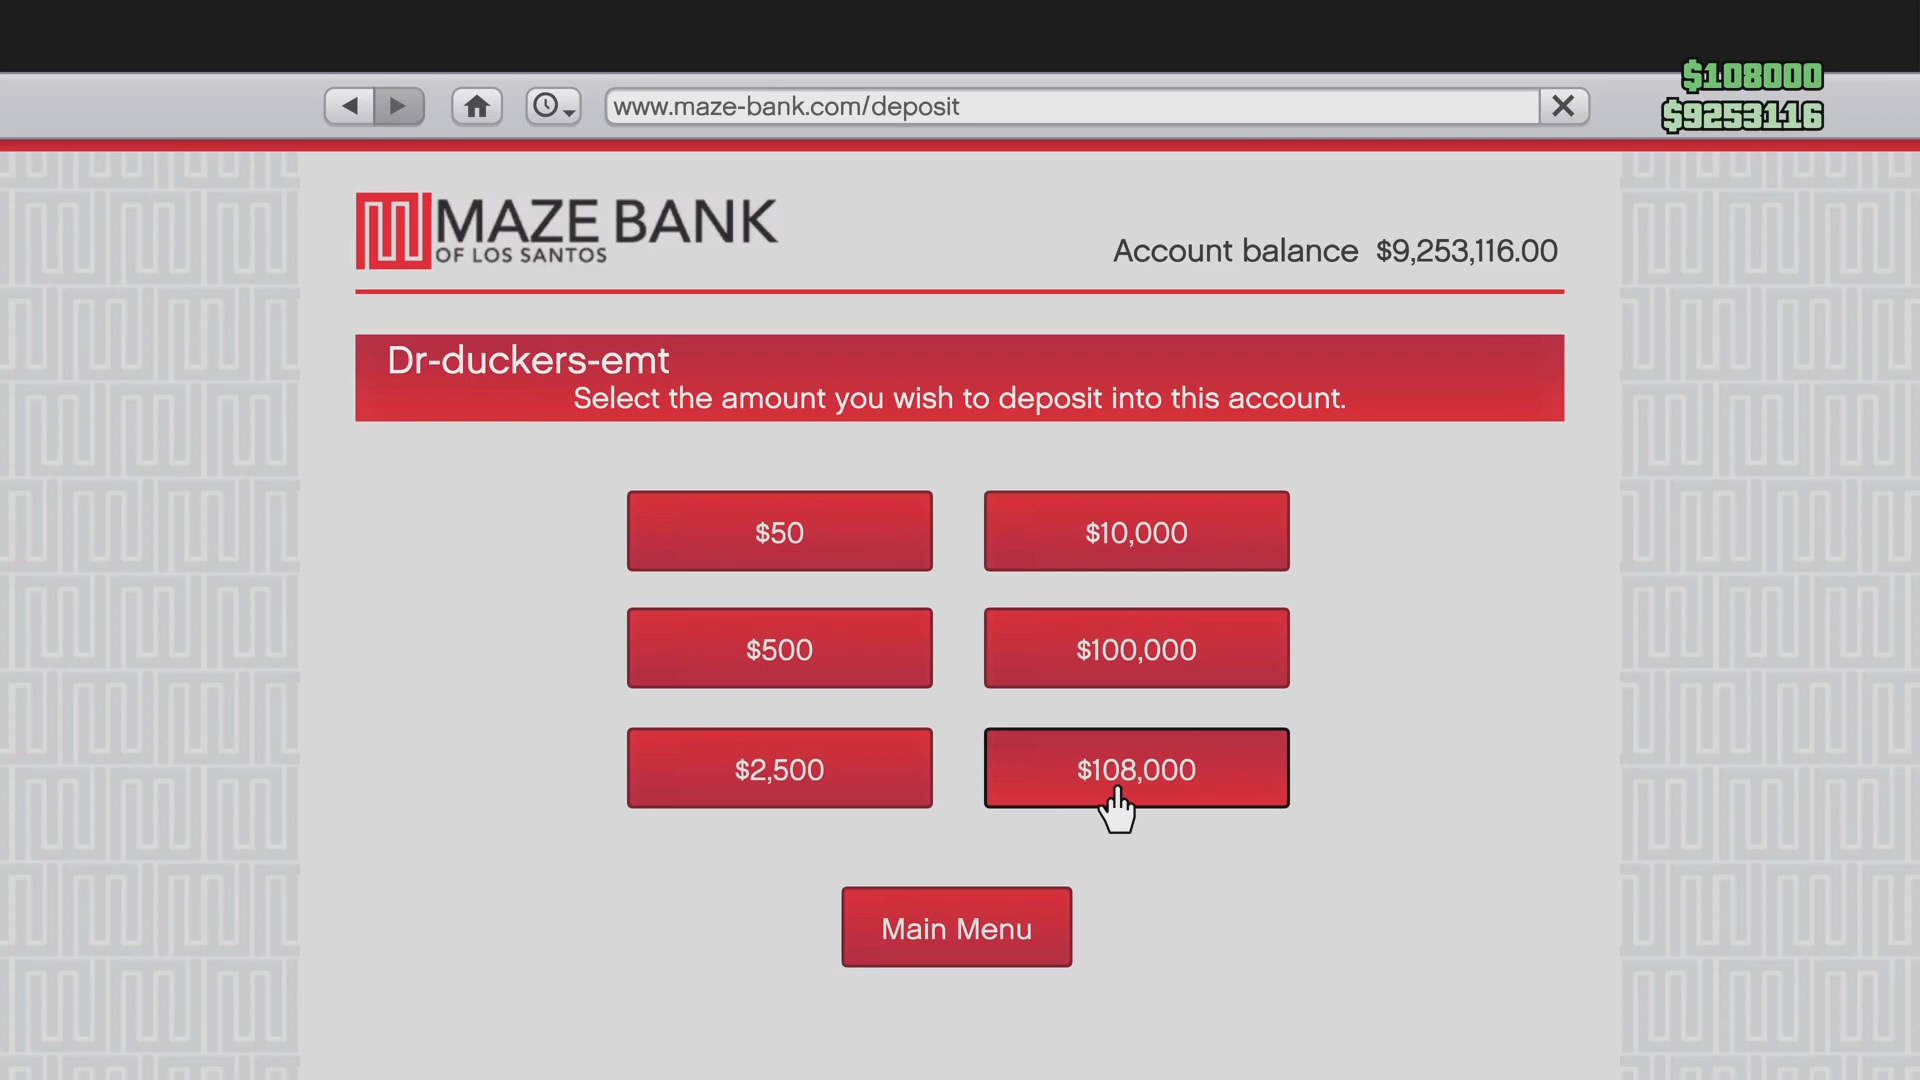 $108000
www.maze-bank.com/deposit
$9253116
MAZE BANK
OF LOS SANTOS
Account balance $9,253,116.00
Dr-duckers-emt
Select the amount you wish to deposit into this account.
$50
$10,000
$500
$100,000
$2,500
$108,000
Main Menu